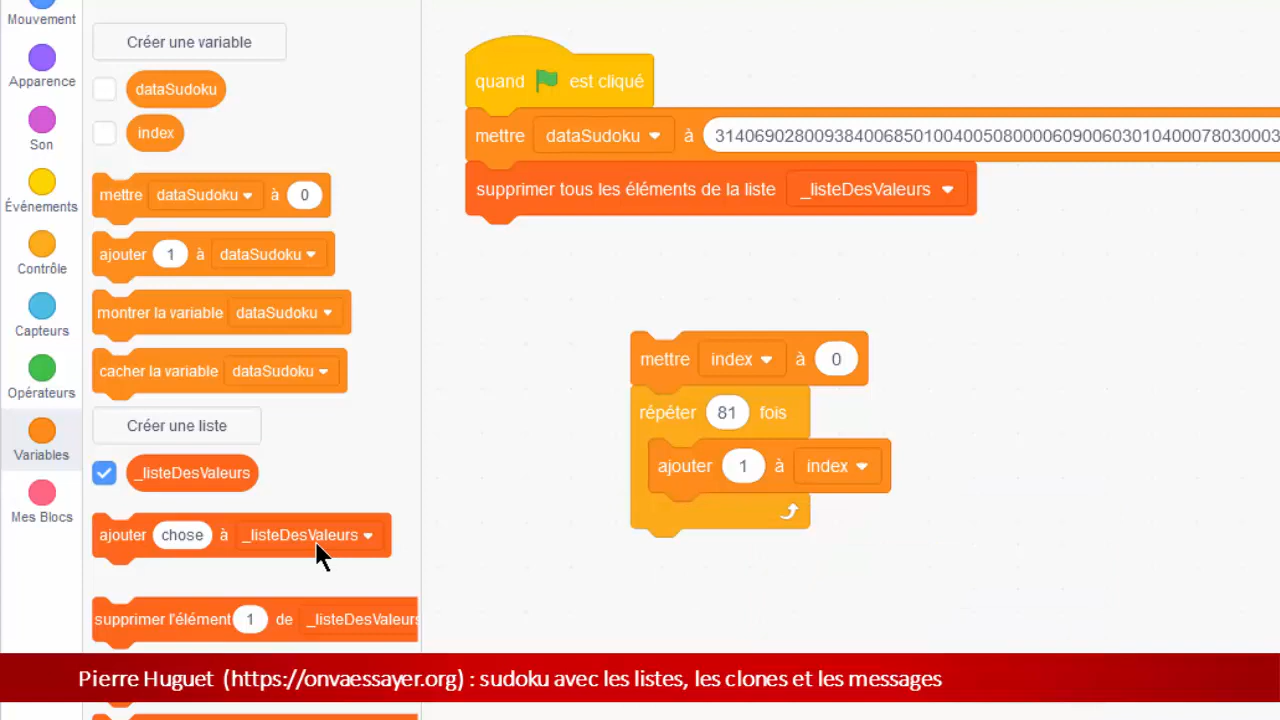 Mouvement
Apparence
Son
Événements
Contrôle
Capteurs
Opérateurs
Variables
Mes Blocs
Créer une variable
dataSudoku
index
mettre dataSudoku à 0
ajouter 1 à dataSudoku
montrer la variable dataSudoku
cacher la variable dataSudoku
Créer une liste
_listeDesValeurs
ajouter chose à _listeDesValeurs
supprimer l'élément 1 de _listeDesValeurs
quand est cliqué
mettre dataSudoku à 314069028009384006850100400508000060900603010400078030003
supprimer tous les éléments de la liste _listeDesValeurs
mettre index à 0
répéter 81 fois
ajouter 1 à index
Pierre Huguet (https://onvaessayer.org) : sudoku avec les listes, les clones et les messages